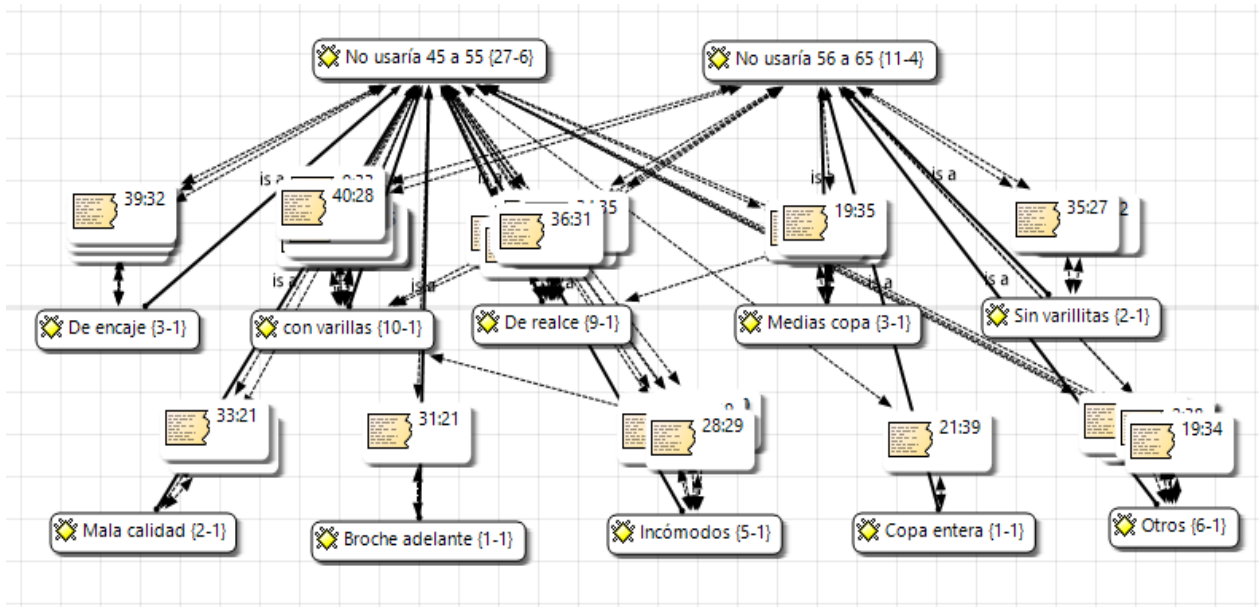 No usaría 45 a 55 {27-6}
No usaría 56 a 65 {11-4}
is a
is a
is a
is a
39:32
40:28
36:31
19:35
35:27
is a
is a
is a
is a
De encaje {3-1}
con varillas {10-1}
De realce {9-1}
Medias copa {3-1}
Sin varillitas {2-1}
33:21
31:21
28:29
21:39
19:34
Mala calidad {2-1}
Broche adelante {1-1}
Incómodos {5-1}
Copa entera {1-1}
Otros {6-1}